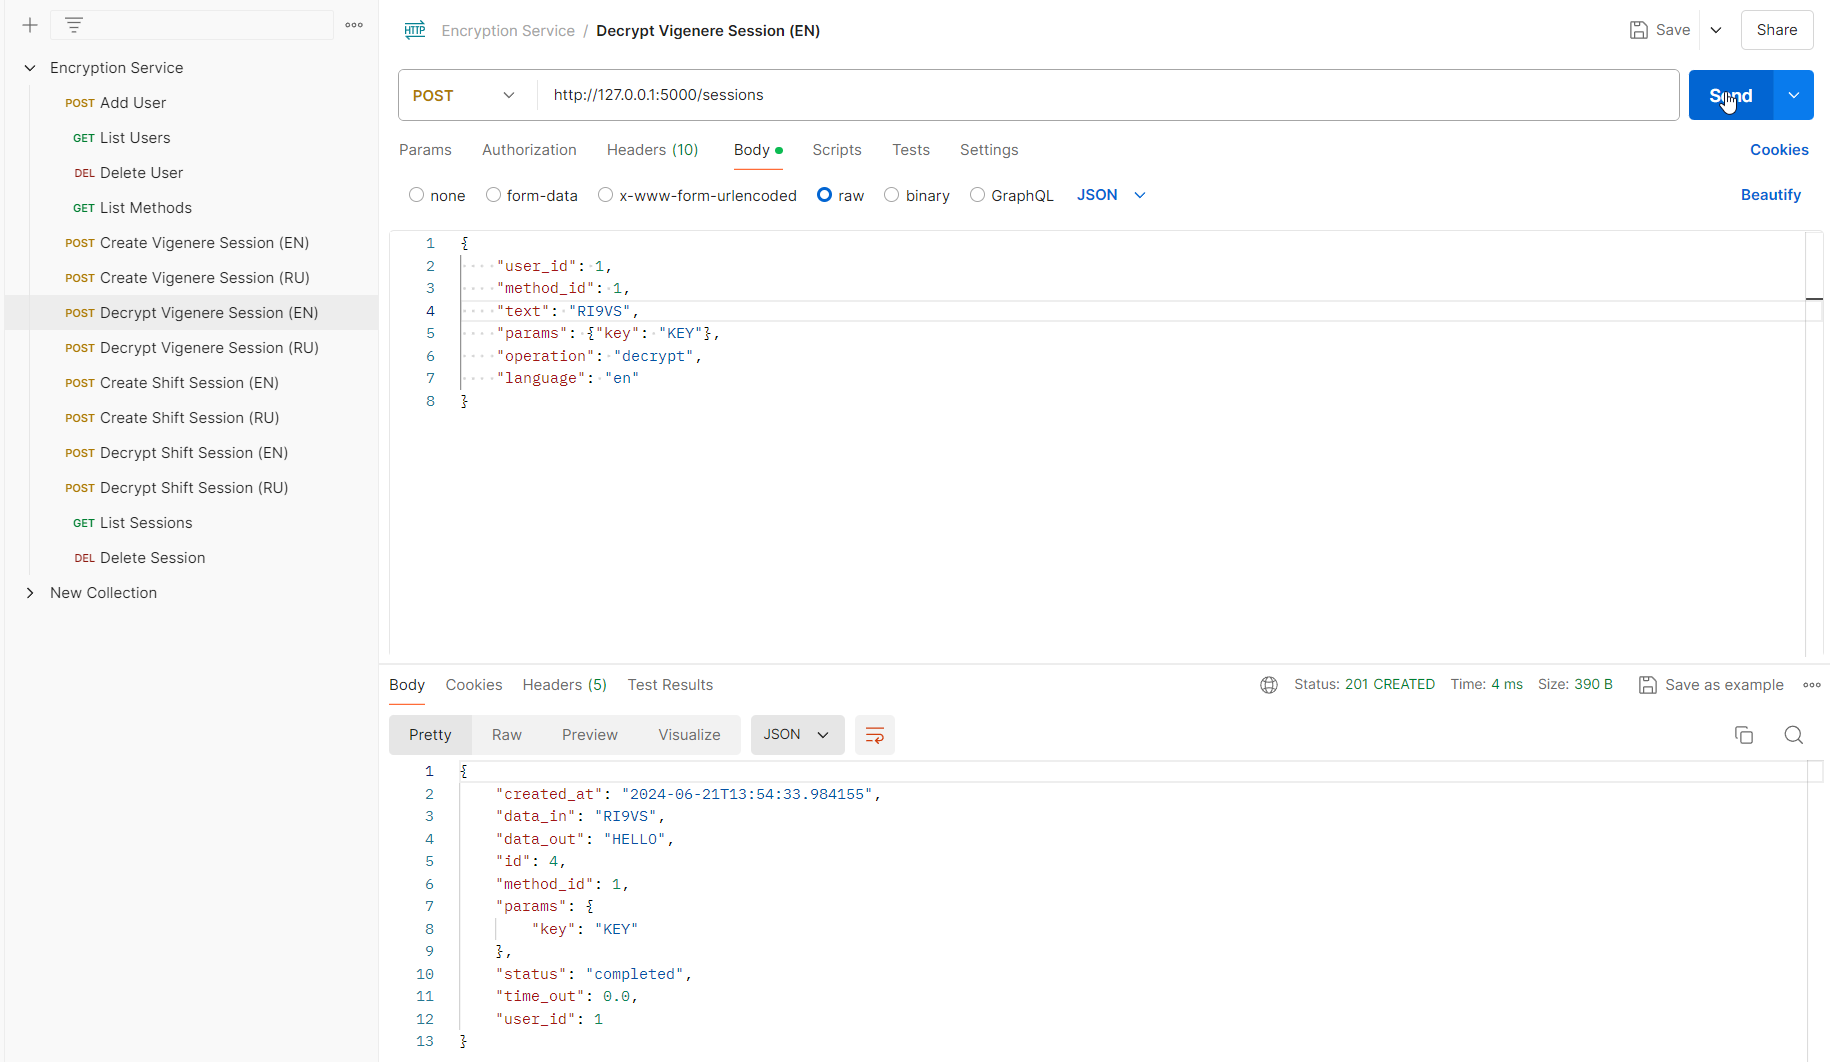 Encryption Service / Decrypt Vigenere Session (EN)
Save
Share
Encryption Service
POST Add User
GET List Users
DEL Delete User
GET List Methods
POST Create Vigenere Session (EN)
POST Create Vigenere Session (RU)
POST Decrypt Vigenere Session (EN)
POST Decrypt Vigenere Session (RU)
POST Create Shift Session (EN)
POST Create Shift Session (RU)
POST Decrypt Shift Session (EN)
POST Decrypt Shift Session (RU)
GET List Sessions
DEL Delete Session
New Collection
HTTP
POST http://127.0.0.1:5000/sessions Send
Params Authorization Headers (10) Body Scripts Tests Settings Cookies
none form-data x-www-form-urlencoded raw binary GraphQL JSON Beautify
1 {
2 "user_id": 1,
3 "method_id": 1,
4 "text": "RI9VS",
5 "params": {"key": "KEY"},
6 "operation": "decrypt",
7 "language": "en"
8 }
Body Cookies Headers (5) Test Results Status: 201 CREATED Time: 4 ms Size: 390 B Save as example
Pretty Raw Preview Visualize JSON
1 {
2 "created_at": "2024-06-21T13:54:33.984155",
3 "data_in": "RI9VS",
4 "data_out": "HELLO",
5 "id": 4,
6 "method_id": 1,
7 "params": {
8 "key": "KEY"
9 },
10 "status": "completed",
11 "time_out": 0.0,
12 "user_id": 1
13 }